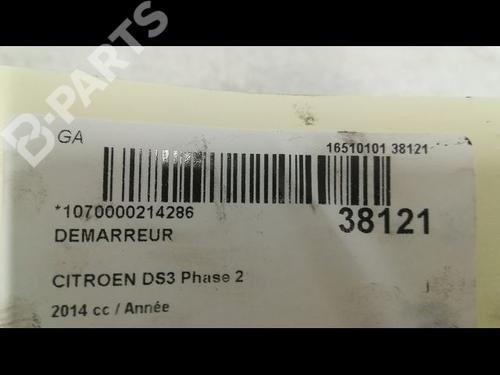 B-PARTS
GA
16510101 38121
*1070000214286
38121
DEMARREUR
CITROEN DS3 Phase 2
2014 cc / Année